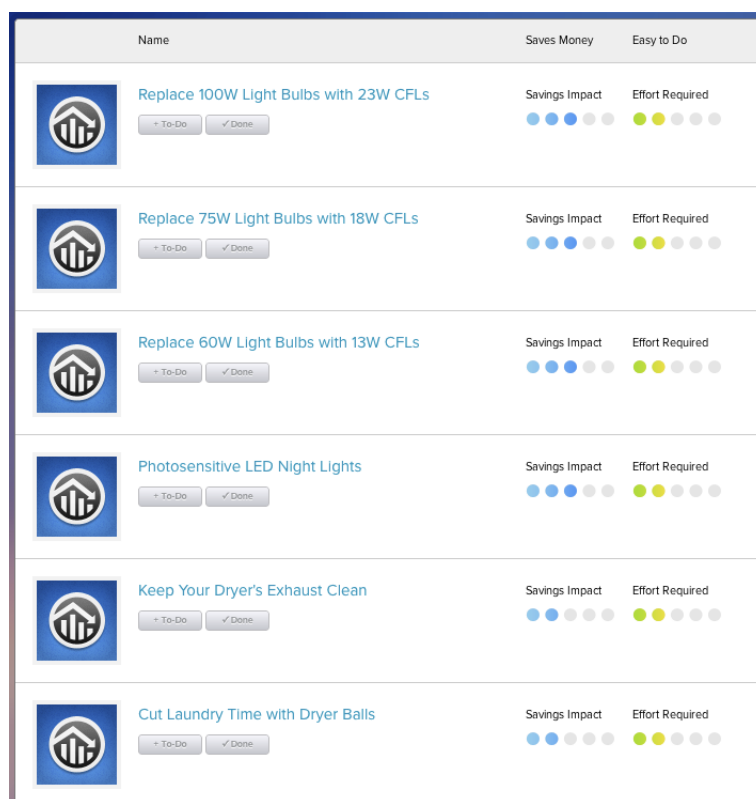 Name Saves Money Easy to Do
Replace 100W Light Bulbs with 23W CFLs Savings Impact Effort Required
+ To-Do ✓ Done
Replace 75W Light Bulbs with 18W CFLs Savings Impact Effort Required
+ To-Do ✓ Done
Replace 60W Light Bulbs with 13W CFLs Savings Impact Effort Required
+ To-Do ✓ Done
Photosensitive LED Night Lights Savings Impact Effort Required
+ To-Do ✓ Done
Keep Your Dryer's Exhaust Clean Savings Impact Effort Required
+ To-Do ✓ Done
Cut Laundry Time with Dryer Balls Savings Impact Effort Required
+ To-Do ✓ Done